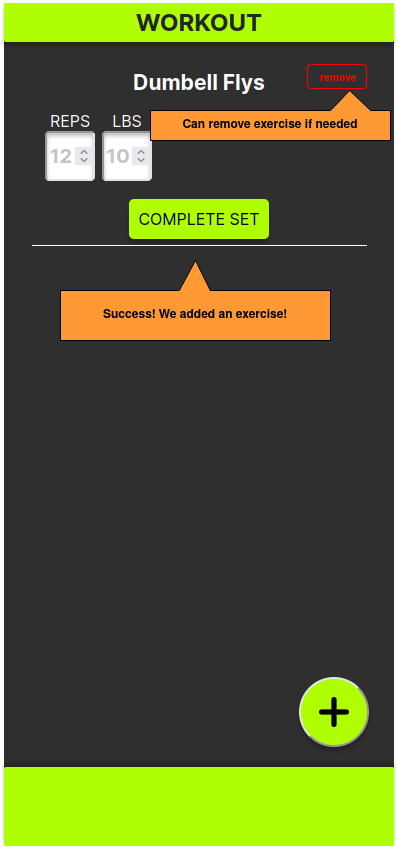 WORKOUT
Dumbell Flys
remove
Can remove exercise if needed
REPS LBS
12 10
COMPLETE SET
Success! We added an exercise!